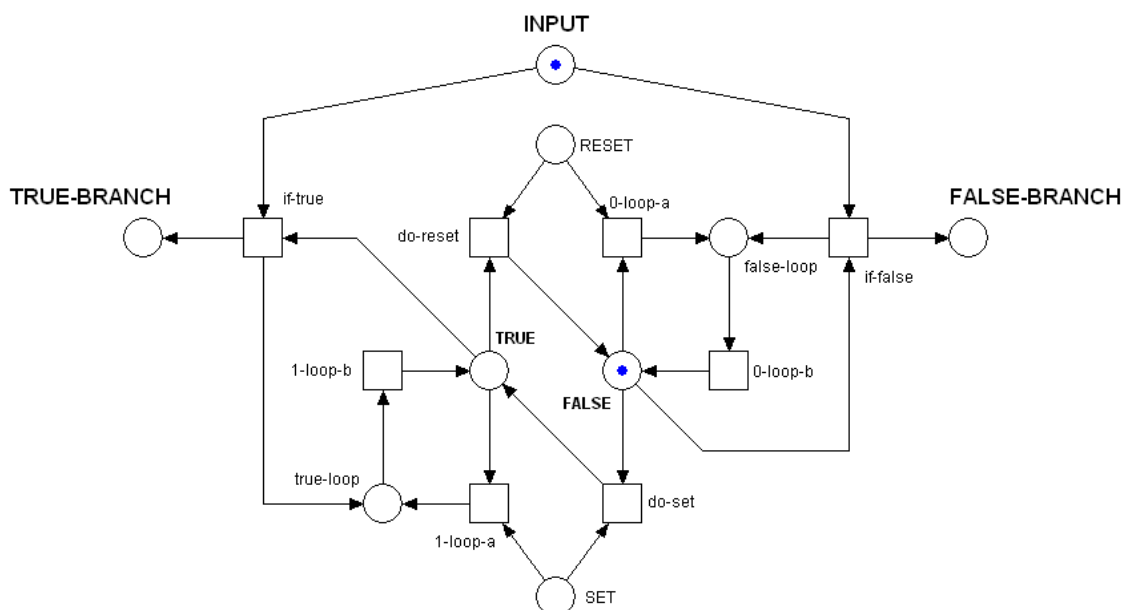 INPUT
RESET
TRUE-BRANCH
if-true
0-loop-a
FALSE-BRANCH
do-reset
false-loop
if-false
TRUE
1-loop-b
0-loop-b
FALSE
true-loop
do-set
1-loop-a
SET